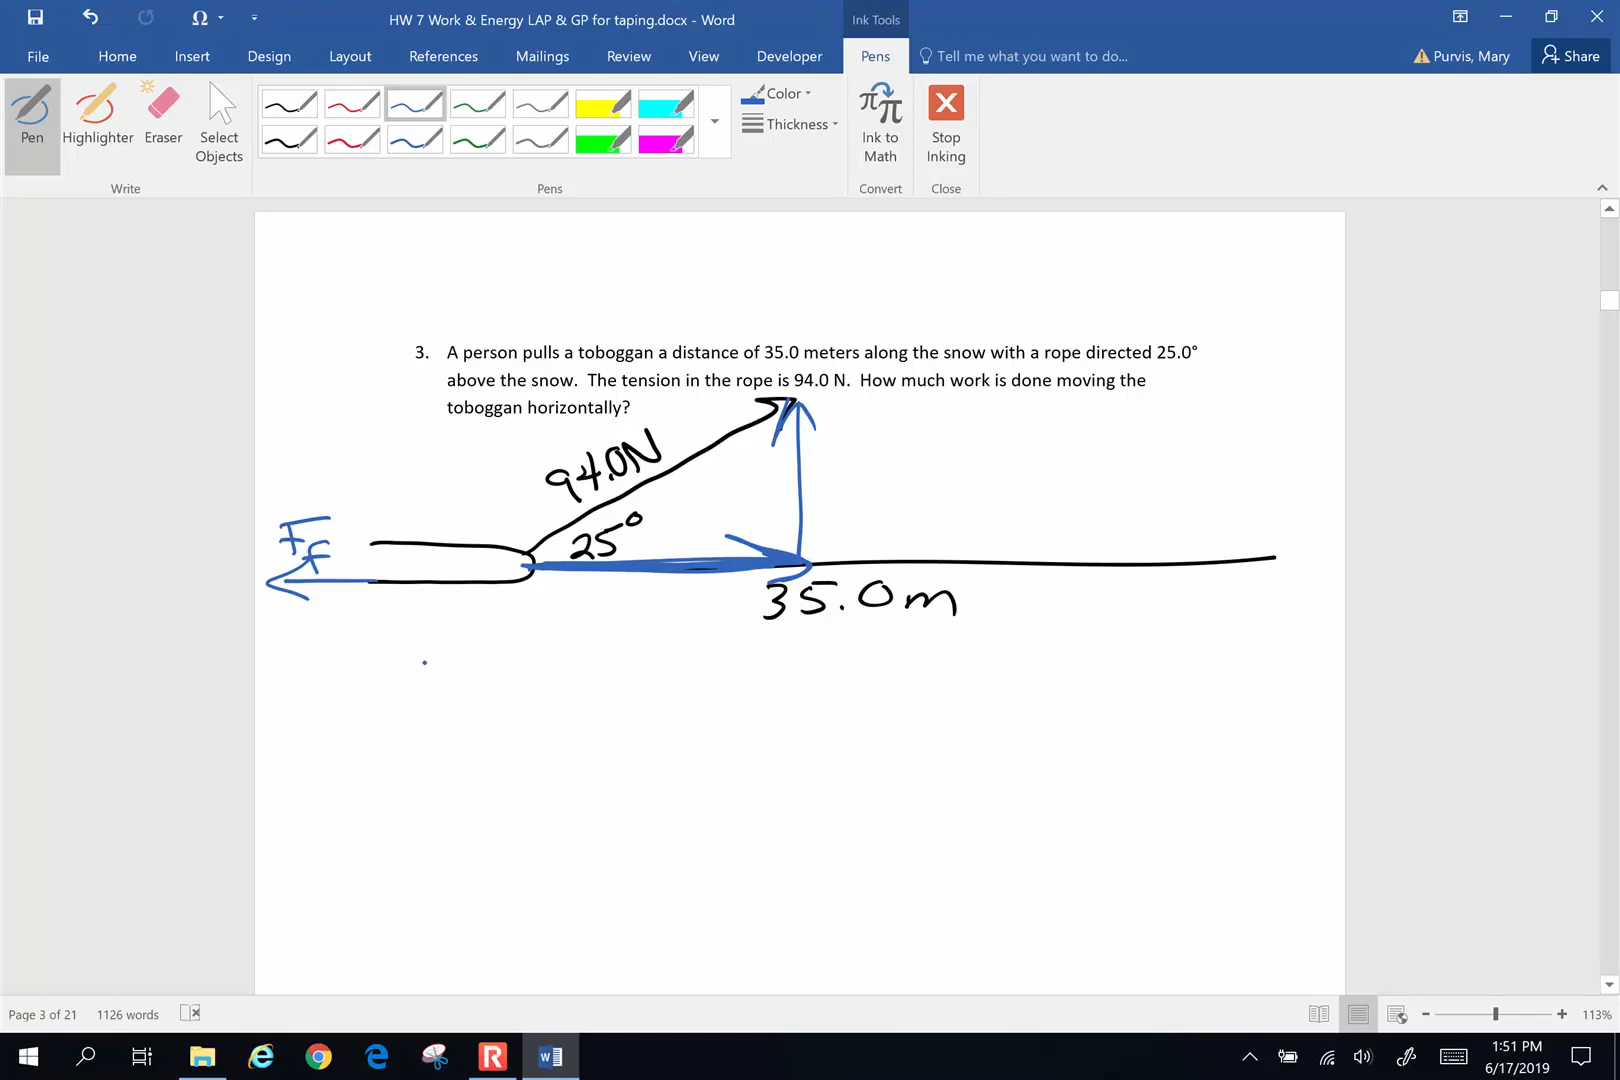 HW 7 Work & Energy LAP & GP for taping.docx - Word
Ink Tools
File Home Insert Design Layout References Mailings Review View Developer Pens Tell me what you want to do... Purvis, Mary Share
Pen Highlighter Eraser Select Objects
Color
Thickness
Ink to Math
Stop Inking
Write Pens Convert Close
3. A person pulls a toboggan a distance of 35.0 meters along the snow with a rope directed 25.0°
above the snow. The tension in the rope is 94.0 N. How much work is done moving the
toboggan horizontally?
94.0N
25°
Ff
35.0m
Page 3 of 21 1126 words 113%
1:51 PM
6/17/2019